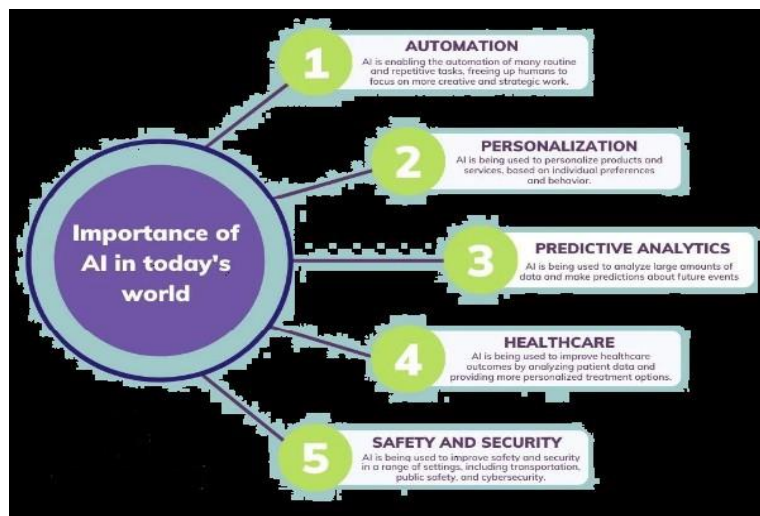 Importance of
AI in today's
world
1
AUTOMATION
AI is enabling the automation of many routine
and repetitive tasks, freeing up humans to
focus on more creative and strategic work.
2
PERSONALIZATION
AI is being used to personalize products and
services, based on individual preferences
and behavior.
3
PREDICTIVE ANALYTICS
AI is being used to analyze large amounts of
data and make predictions about future events
4
HEALTHCARE
AI is being used to improve healthcare
outcomes by analyzing patient data and
providing more personalized treatment options.
5
SAFETY AND SECURITY
AI is being used to improve safety and security
in a range of settings, including transportation,
public safety, and cybersecurity.